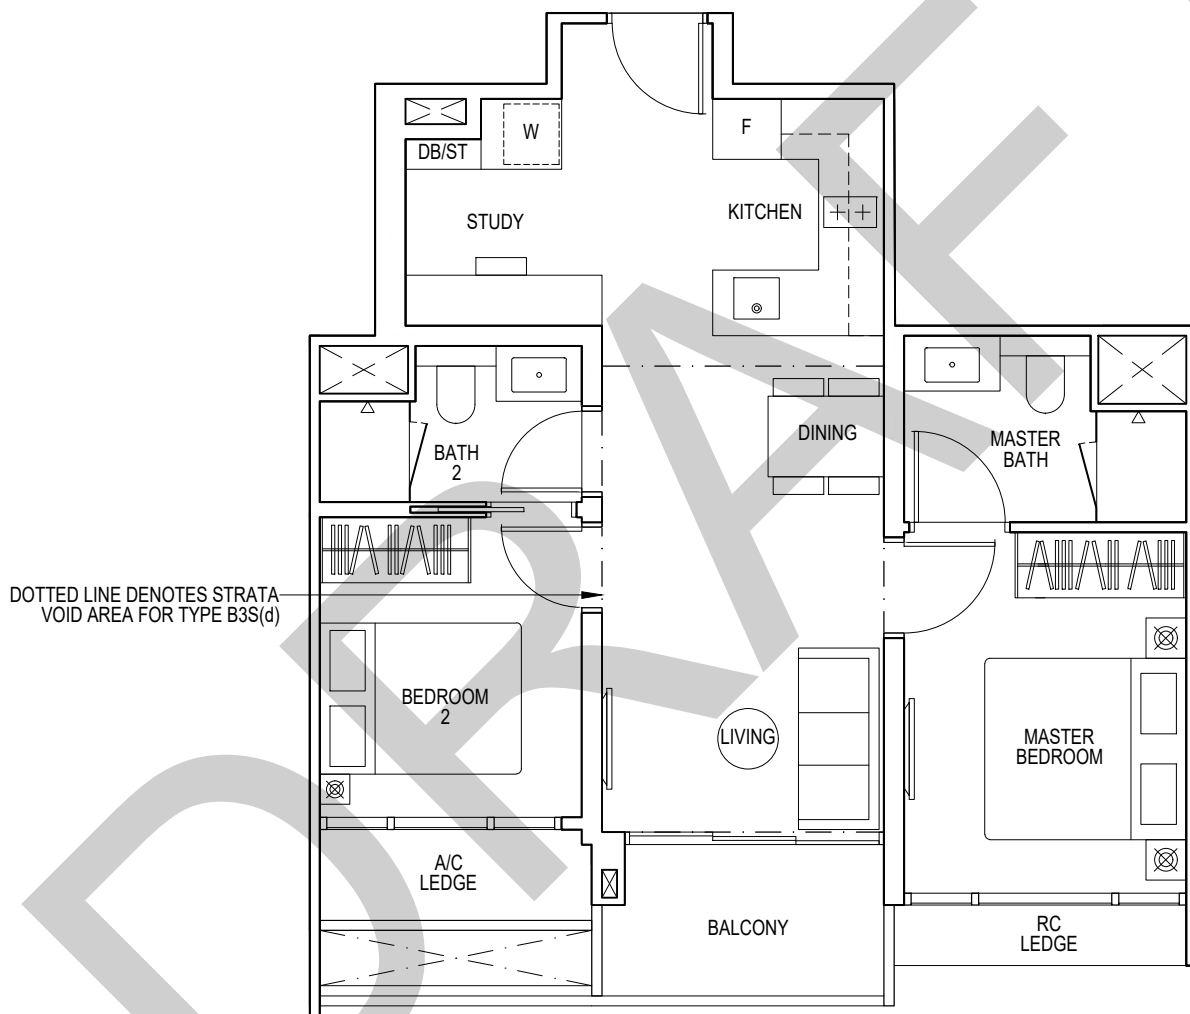 W
F
DB/ST
STUDY
KITCHEN
DINING
BATH
2
MASTER
BATH
DOTTED LINE DENOTES STRATA
VOID AREA FOR TYPE B3S(d)
BEDROOM
2
LIVING
MASTER
BEDROOM
A/C
LEDGE
BALCONY
RC
LEDGE
DRAF